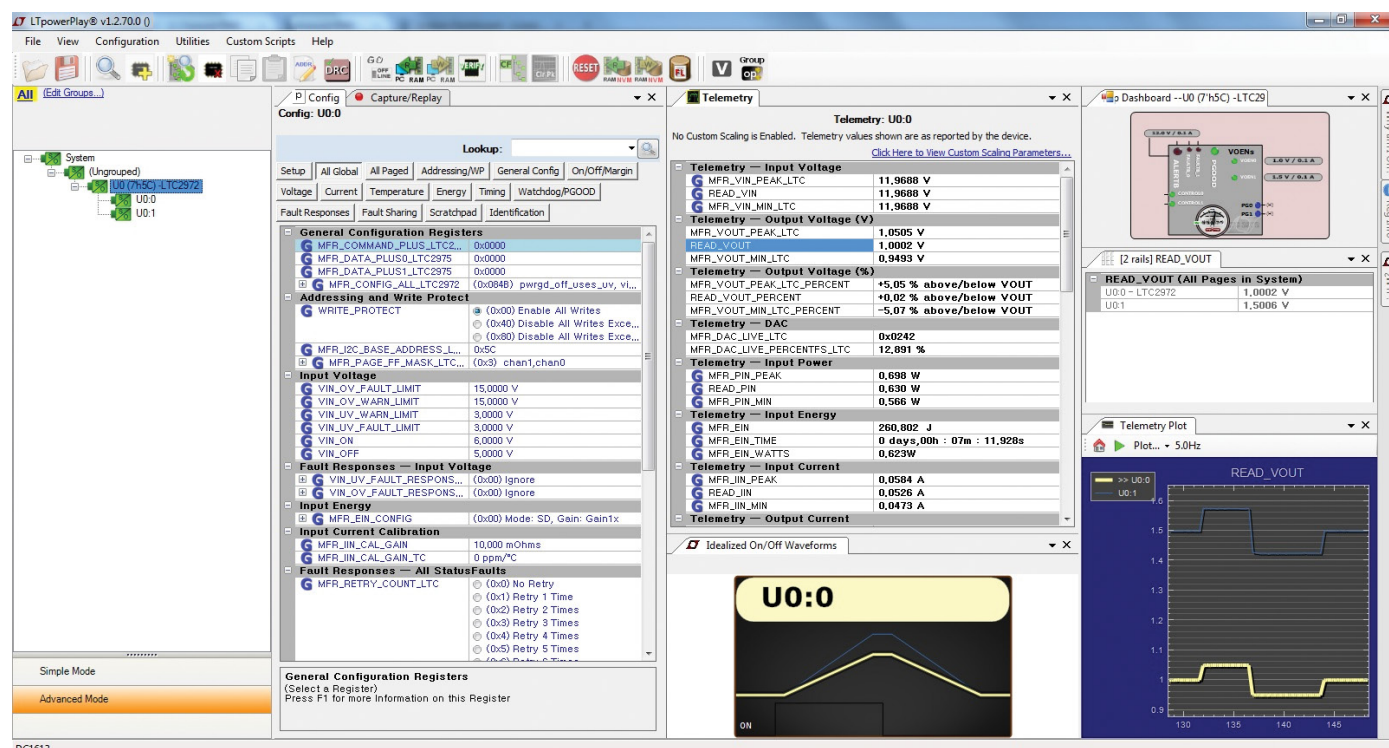 LTpowerPlay® v1.2.70.0 ()
File View Configuration Utilities Custom Scripts Help
All (Edit Groups...)
System
(Ungrouped)
U0 (7h5C) -LTC2972
U0:0
U0:1
Simple Mode
Advanced Mode
Config Capture/Replay
Config: U0:0
Lookup:
Setup All Global All Paged Addressing/WP General Config On/Off/Margin
Voltage Current Temperature Energy Timing Watchdog/PGOOD
Fault Responses Fault Sharing Scratchpad Identification
General Configuration Registers
MFR_COMMAND_PLUS_LTC2... 0x0000
MFR_DATA_PLUS0_LTC2975 0x0000
MFR_DATA_PLUS1_LTC2975 0x0000
MFR_CONFIG_ALL_LTC2972 (0x084B) pwrgd_off_uses_uv, vi...
Addressing and Write Protect
WRITE_PROTECT (0x00) Enable All Writes
(0x40) Disable All Writes Exce...
(0x80) Disable All Writes Exce...
MFR_I2C_BASE_ADDRESS_L... 0x5C
MFR_PAGE_FF_MASK_LTC... (0x3) chan1,chan0
Input Voltage
VIN_OV_FAULT_LIMIT 15,0000 V
VIN_OV_WARN_LIMIT 15,0000 V
VIN_UV_WARN_LIMIT 3,0000 V
VIN_UV_FAULT_LIMIT 3,0000 V
VIN_ON 6,0000 V
VIN_OFF 5,0000 V
Fault Responses — Input Voltage
VIN_UV_FAULT_RESPONS... (0x00) Ignore
VIN_OV_FAULT_RESPONS... (0x00) Ignore
Input Energy
MFR_EIN_CONFIG (0x00) Mode: SD, Gain: Gain1x
Input Current Calibration
MFR_IIN_CAL_GAIN 10,000 mOhms
MFR_IIN_CAL_GAIN_TC 0 ppm/°C
Fault Responses — All StatusFaults
MFR_RETRY_COUNT_LTC (0x0) No Retry
(0x1) Retry 1 Time
(0x2) Retry 2 Times
(0x3) Retry 3 Times
(0x4) Retry 4 Times
(0x5) Retry 5 Times
General Configuration Registers
(Select a Register)
Press F1 for more Information on this Register
Telemetry
Telemetry: U0:0
No Custom Scaling is Enabled. Telemetry values shown are as reported by the device.
Click Here to View Custom Scaling Parameters...
Telemetry — Input Voltage
MFR_VIN_PEAK_LTC 11,9688 V
READ_VIN 11,9688 V
MFR_VIN_MIN_LTC 11,9688 V
Telemetry — Output Voltage (V)
MFR_VOUT_PEAK_LTC 1,0505 V
READ_VOUT 1,0002 V
MFR_VOUT_MIN_LTC 0,9493 V
Telemetry — Output Voltage (%)
MFR_VOUT_PEAK_LTC_PERCENT +5,05 % above/below VOUT
READ_VOUT_PERCENT +0,02 % above/below VOUT
MFR_VOUT_MIN_LTC_PERCENT -5,07 % above/below VOUT
Telemetry — DAC
MFR_DAC_LIVE_LTC 0x0242
MFR_DAC_LIVE_PERCENTFS_LTC 12,891 %
Telemetry — Input Power
MFR_PIN_PEAK 0,698 W
READ_PIN 0,630 W
MFR_PIN_MIN 0,566 W
Telemetry — Input Energy
MFR_EIN 260,802 J
MFR_EIN_TIME 0 days,00h : 07m : 11,928s
MFR_EIN_WATTS 0,623W
Telemetry — Input Current
MFR_IIN_PEAK 0,0584 A
READ_IIN 0,0526 A
MFR_IIN_MIN 0,0473 A
Telemetry — Output Current
Idealized On/Off Waveforms
U0:0
ON
Dashboard --U0 (7'h5C) -LTC29
VOENs
ALERTB
PGOOD
1.0 V / 0.1 A
1.5 V / 0.1 A
PG0
PG1
[2 rails] READ_VOUT
READ_VOUT (All Pages in System)
U0:0 - LTC2972 1,0002 V
U0:1 1,5006 V
Telemetry Plot
Plot... 5.0Hz
READ_VOUT
>> U0:0
U0:1
1.6
1.5
1.4
1.3
1.2
1.1
1
0.9
130 135 140 145